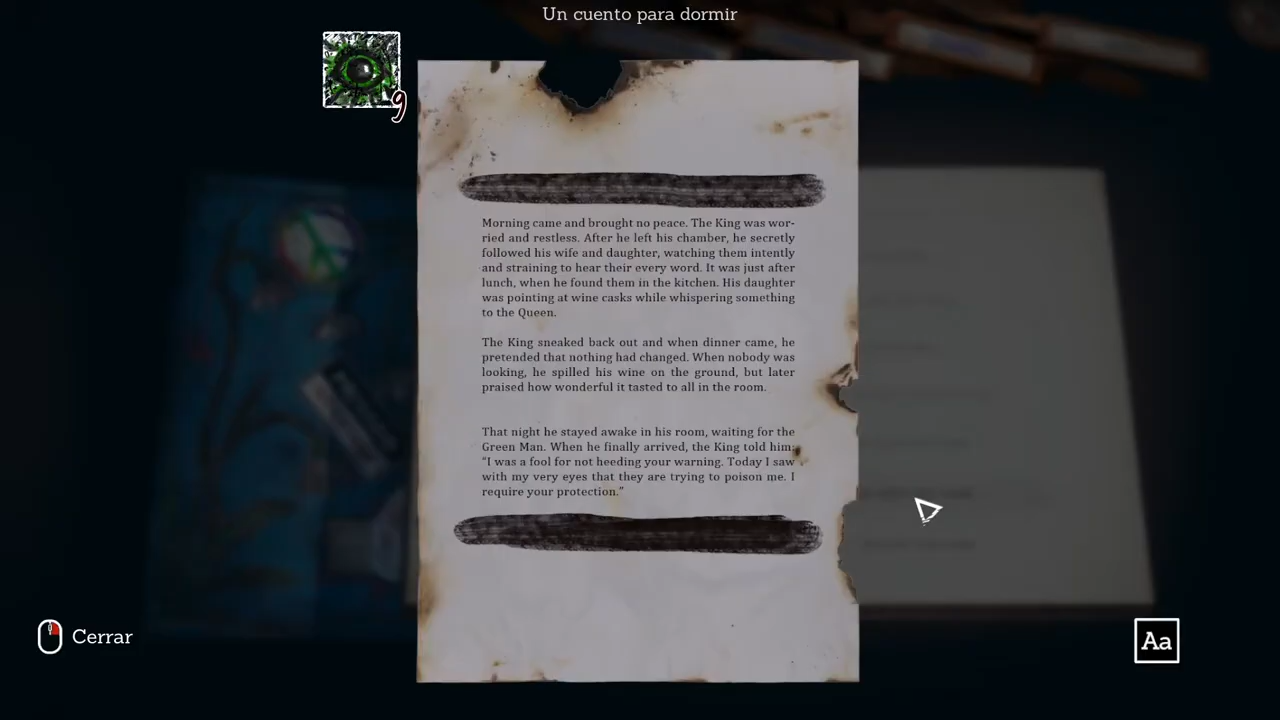 Un cuento para dormir
9
Morning came and brought no peace. The King was wor-
ried and restless. After he left his chamber, he secretly
followed his wife and daughter, watching them intently
and straining to hear their every word. It was just after
lunch, when he found them in the kitchen. His daughter
was pointing at wine casks while whispering something
to the Queen.
The King sneaked back out and when dinner came, he
pretended that nothing had changed. When nobody was
looking, he spilled his wine on the ground, but later
praised how wonderful it tasted to all in the room.
That night he stayed awake in his room, waiting for the
Green Man. When he finally arrived, the King told him:
“I was a fool for not heeding your warning. Today I saw
with my very eyes that they are trying to poison me. I
require your protection.”
Cerrar
Aa